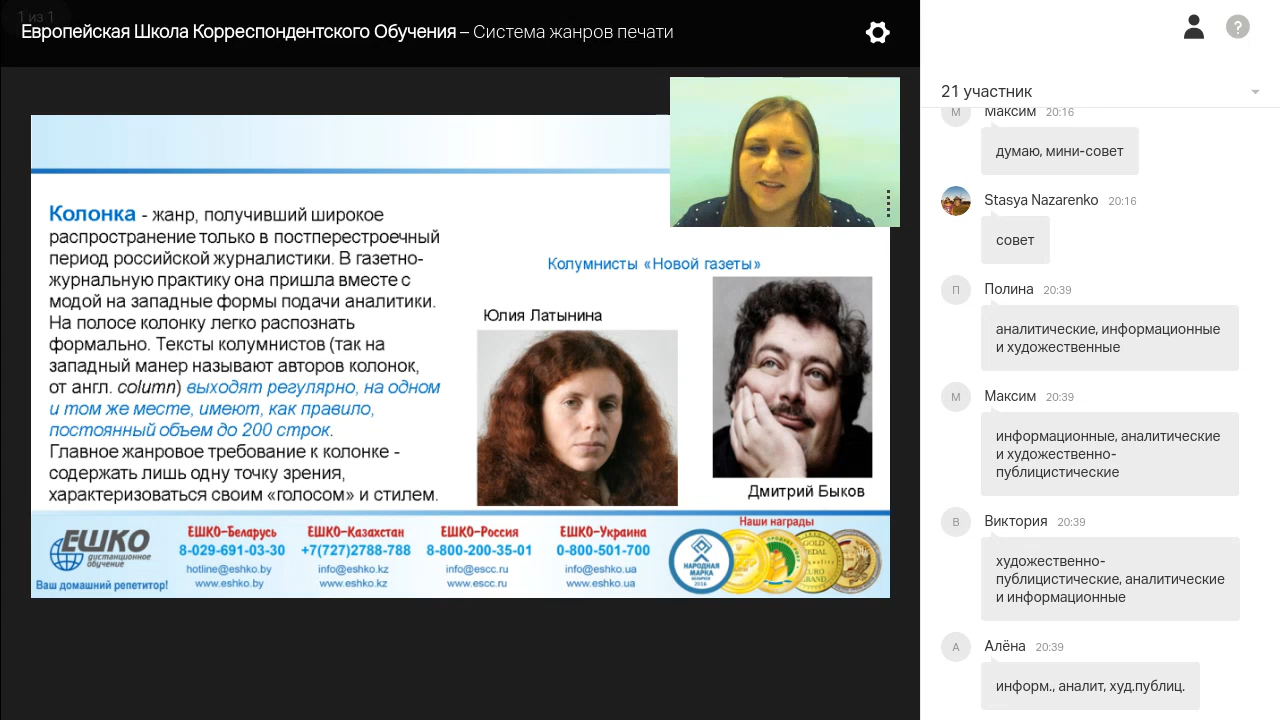 1 из 1
Европейская Школа Корреспондентского Обучения – Система жанров печати
Колонка - жанр, получивший широкое
распространение только в постперестроечный
период российской журналистики. В газетно-
журнальную практику она пришла вместе с
модой на западные формы подачи аналитики.
На полосе колонку легко распознать
формально. Тексты колумнистов (так на
западный манер называют авторов колонок,
от англ. column) выходят регулярно, на одном
и том же месте, имеют, как правило,
постоянный объем до 200 строк.
Главное жанровое требование к колонке -
содержать лишь одну точку зрения,
характеризоваться своим «голосом» и стилем.
Колумнисты «Новой газеты»
Юлия Латынина
Дмитрий Быков
ЕШКО
дистанционное
обучение
Ваш домашний репетитор!
ЕШКО–Беларусь
8-029-691-03-30
hotline@eshko.by
www.eshko.by
ЕШКО–Казахстан
+7(727)2788-788
info@eshko.kz
www.eshko.kz
ЕШКО–Россия
8-800-200-35-01
info@escc.ru
www.escc.ru
ЕШКО–Украина
0-800-501-700
info@eshko.ua
www.eshko.ua
Наши награды
НАРОДНАЯ
МАРКА
2016
GOLD
MEDAL
21 участник
М
Максим 20:16
думаю, мини-совет
Stasya Nazarenko 20:16
совет
П
Полина 20:39
аналитические, информационные
и художественные
М
Максим 20:39
информационные, аналитические
и художественно-
публицистические
В
Виктория 20:39
художественно-
публицистические, аналитические
и информационные
А
Алёна 20:39
информ., аналит, худ.публиц.